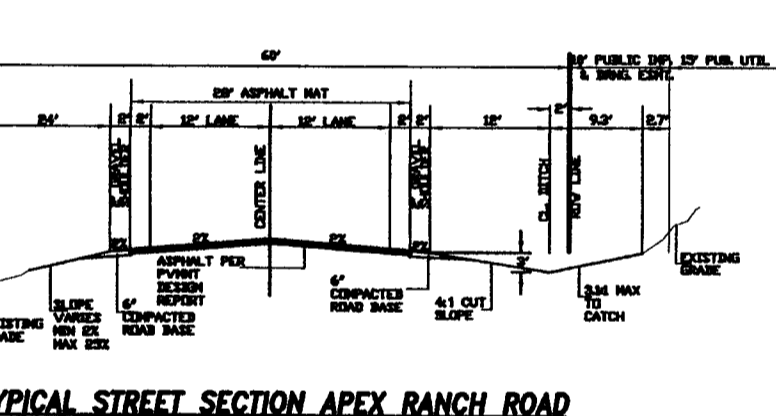 60'
10' PUBLIC IMP. 15' PUB. UTIL
& DRNG. ESMT.
28' ASPHALT MAT
24' 2' 2' 12' LANE 12' LANE 2' 2' 12' 2' 9.3' 2.7'
2' GRAVEL
SHOULDER
CENTER LINE
2' GRAVEL
SHOULDER
CL DITCH
ROW LINE
2% 2% 2% 2%
ASPHALT PER
PVMNT
DESIGN
REPORT
EXISTING
GRADE
6"
COMPACTED
ROAD BASE
4:1 CUT
SLOPE
3:1 MAX
TO
CATCH
ISTING
ADE
SLOPE
VARIES
MIN 2%
MAX 25%
6"
COMPACTED
ROAD BASE
YPICAL STREET SECTION APEX RANCH ROAD